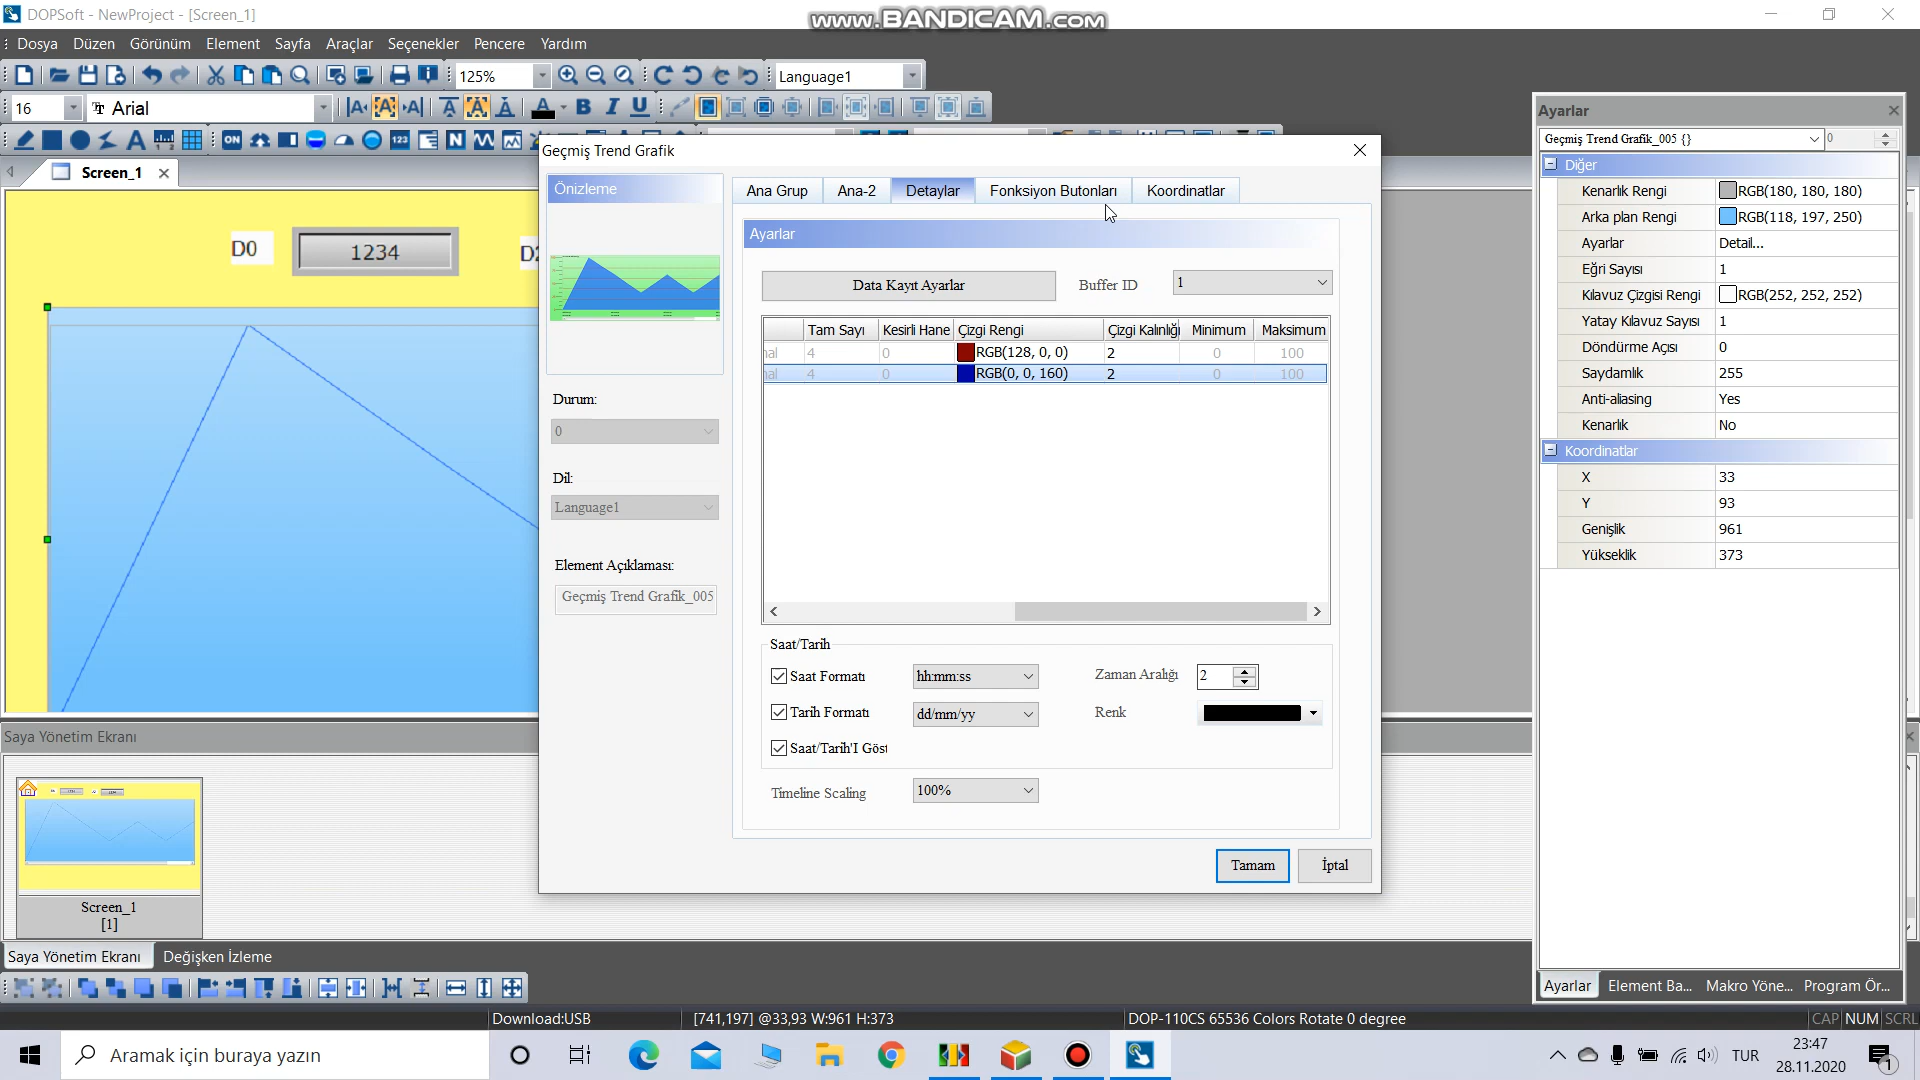 DOPSoft - NewProject - [Screen_1]
www.BANDICAM.com
Dosya Düzen Görünüm Element Sayfa Araçlar Seçenekler Pencere Yardım
125%
Language1
16
Arial
Screen_1
D0
1234
Geçmiş Trend Grafik
Önizleme
Durum:
0
Dil:
Language1
Element Açıklaması:
Geçmiş Trend Grafik_005
Ana Grup Ana-2 Detaylar Fonksiyon Butonları Koordinatlar
Ayarlar
Data Kayıt Ayarlar
Buffer ID
1
Tam Sayı Kesirli Hane Çizgi Rengi Çizgi Kalınlığı Minimum Maksimum
4 0 RGB(128, 0, 0) 2 0 100
4 0 RGB(0, 0, 160) 2 0 100
Saat/Tarih
Saat Formatı hh:mm:ss Zaman Aralığı 2
Tarih Formatı dd/mm/yy Renk
Saat/Tarih'I Göst
Timeline Scaling 100%
Tamam İptal
Ayarlar
Geçmiş Trend Grafik_005 {} 0
Diğer
Kenarlık Rengi RGB(180, 180, 180)
Arka plan Rengi RGB(118, 197, 250)
Ayarlar Detail...
Eğri Sayısı 1
Kılavuz Çizgisi Rengi RGB(252, 252, 252)
Yatay Kılavuz Sayısı 1
Döndürme Açısı 0
Saydamlık 255
Anti-aliasing Yes
Kenarlık No
Koordinatlar
X 33
Y 93
Genişlik 961
Yükseklik 373
Ayarlar Element Ba... Makro Yöne... Program Ör...
Saya Yönetim Ekranı
Screen_1
[1]
Saya Yönetim Ekranı Değişken İzleme
Download:USB [741,197] @33,93 W:961 H:373 DOP-110CS 65536 Colors Rotate 0 degree CAP NUM SCRL
Aramak için buraya yazın
TUR
23:47
28.11.2020
1